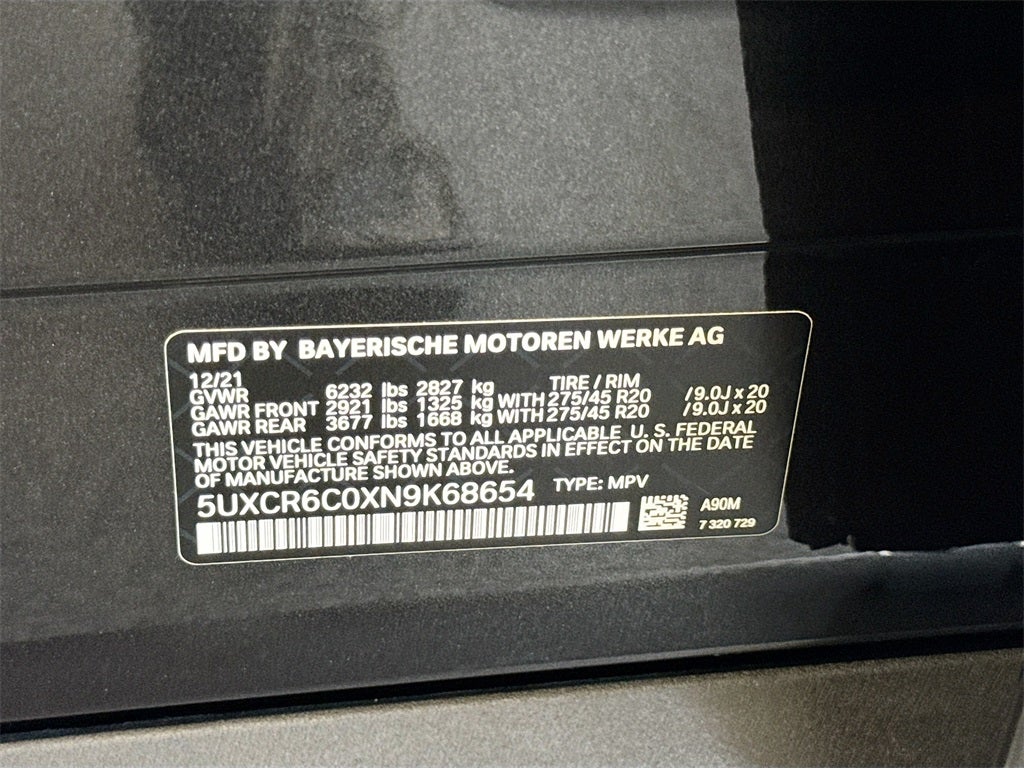 MFD BY BAYERISCHE MOTOREN WERKE AG
12/21 TIRE / RIM
GVWR 6232 lbs 2827 kg
GAWR FRONT 2921 lbs 1325 kg WITH 275/45 R20 /9.0J x 20
GAWR REAR 3677 lbs 1668 kg WITH 275/45 R20 /9.0J x 20
THIS VEHICLE CONFORMS TO ALL APPLICABLE U. S. FEDERAL
MOTOR VEHICLE SAFETY STANDARDS IN EFFECT ON THE DATE
OF MANUFACTURE SHOWN ABOVE.
5UXCR6C0XN9K68654 TYPE: MPV
A90M
7 320 729